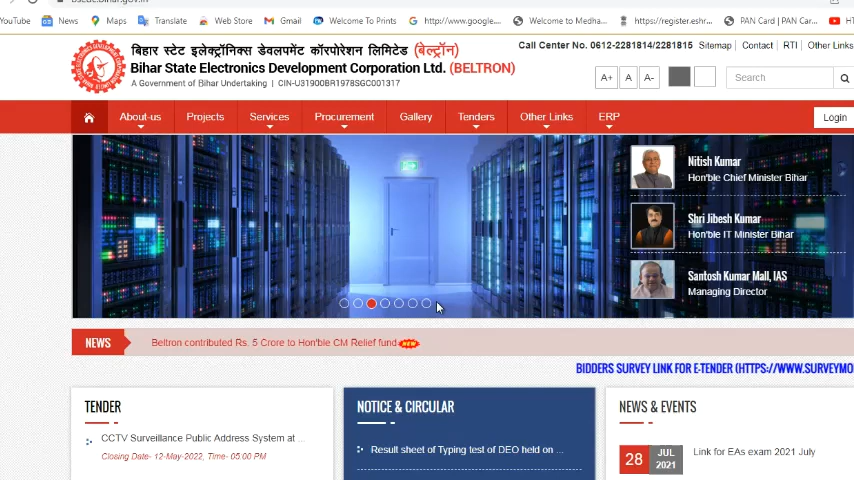 bsedc.bihar.gov.in
YouTube News Maps Translate Web Store Gmail Welcome To Prints http://www.google.... Welcome to Medha... https://register.eshr... PAN Card | PAN Car...
बिहार स्टेट इलेक्ट्रॉनिक्स डेवलपमेंट कॉरपोरेशन लिमिटेड (बेल्ट्रॉन)
Bihar State Electronics Development Corporation Ltd. (BELTRON)
A Government of Bihar Undertaking | CIN-U31900BR1978SGC001317
Call Center No. 0612-2281814/2281815 Sitemap Contact RTI Other Links
A+ A A- Search
About-us Projects Services Procurement Gallery Tenders Other Links ERP Login
Nitish Kumar
Hon'ble Chief Minister Bihar
Shri Jibesh Kumar
Hon'ble IT Minister Bihar
Santosh Kumar Mall, IAS
Managing Director
NEWS Beltron contributed Rs. 5 Crore to Hon'ble CM Relief fund NEW
BIDDERS SURVEY LINK FOR E-TENDER (HTTPS://WWW.SURVEYMO
TENDER
CCTV Surveillance Public Address System at ...
Closing Date- 12-May-2022, Time- 05:00 PM
NOTICE & CIRCULAR
Result sheet of Typing test of DEO held on ...
NEWS & EVENTS
28 JUL 2021 Link for EAs exam 2021 July